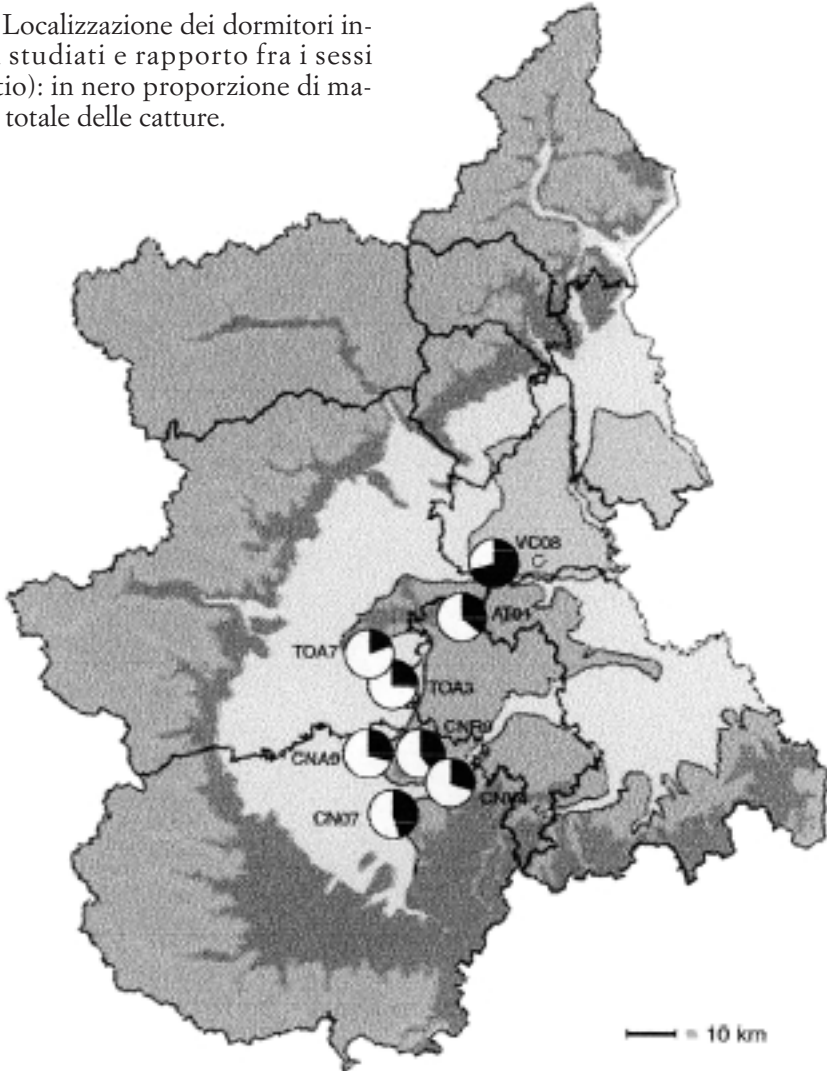 Localizzazione dei dormitori in-
studiati e rapporto fra i sessi
tio): in nero proporzione di ma-
totale delle catture.
VC08
TOA7
TOA3
CNA9
CN07
= 10 km